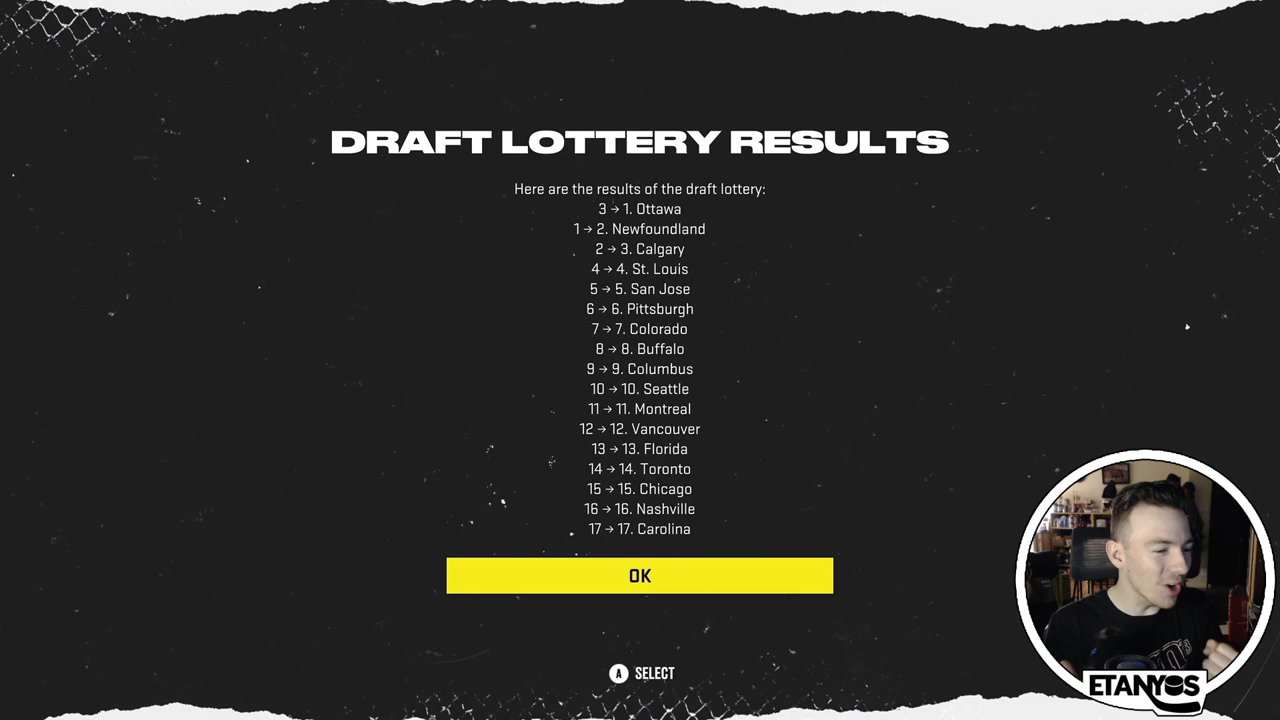 DRAFT LOTTERY RESULTS
Here are the results of the draft lottery:
3 → 1. Ottawa
1 → 2. Newfoundland
2 → 3. Calgary
4 → 4. St. Louis
5 → 5. San Jose
6 → 6. Pittsburgh
7 → 7. Colorado
8 → 8. Buffalo
9 → 9. Columbus
10 → 10. Seattle
11 → 11. Montreal
12 → 12. Vancouver
13 → 13. Florida
14 → 14. Toronto
15 → 15. Chicago
16 → 16. Nashville
17 → 17. Carolina
OK
A SELECT
ETANYOS